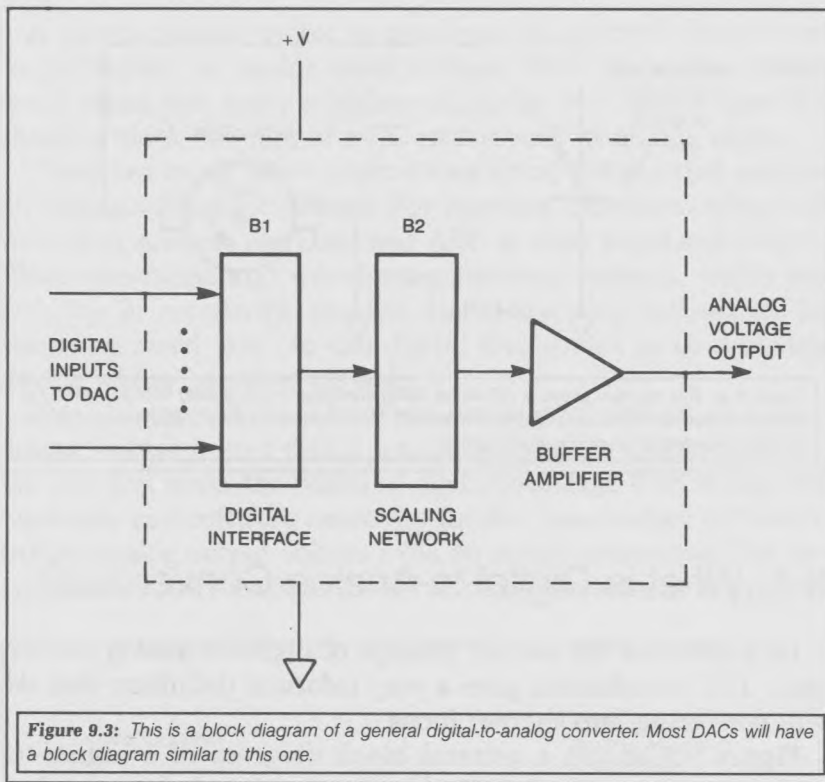 +V
B1
B2
DIGITAL
INPUTS
TO DAC
ANALOG
VOLTAGE
OUTPUT
BUFFER
AMPLIFIER
DIGITAL
INTERFACE
SCALING
NETWORK
Figure 9.3: This is a block diagram of a general digital-to-analog converter. Most DACs will have
a block diagram similar to this one.